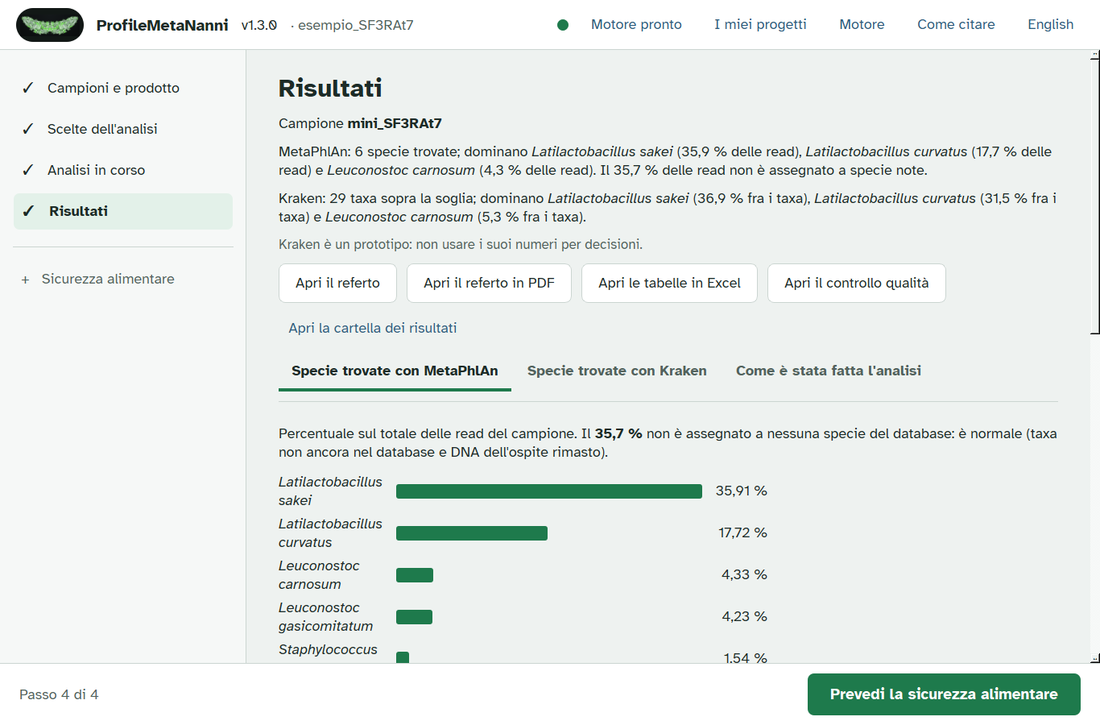 ProfileMetaNanni v1.3.0 · esempio_SF3RAt7 Motore pronto I miei progetti Motore Come citare English
✓ Campioni e prodotto
✓ Scelte dell'analisi
✓ Analisi in corso
✓ Risultati
+ Sicurezza alimentare
Risultati
Campione mini_SF3RAt7
MetaPhlAn: 6 specie trovate; dominano Latilactobacillus sakei (35,9 % delle read), Latilactobacillus curvatus (17,7 % delle
read) e Leuconostoc carnosum (4,3 % delle read). Il 35,7 % delle read non è assegnato a specie note.
Kraken: 29 taxa sopra la soglia; dominano Latilactobacillus sakei (36,9 % fra i taxa), Latilactobacillus curvatus (31,5 % fra i
taxa) e Leuconostoc carnosum (5,3 % fra i taxa).
Kraken è un prototipo: non usare i suoi numeri per decisioni.
Apri il referto Apri il referto in PDF Apri le tabelle in Excel Apri il controllo qualità
Apri la cartella dei risultati
Specie trovate con MetaPhlAn Specie trovate con Kraken Come è stata fatta l'analisi
Percentuale sul totale delle read del campione. Il 35,7 % non è assegnato a nessuna specie del database: è normale (taxa
non ancora nel database e DNA dell'ospite rimasto).
Latilactobacillus
sakei 35,91 %
Latilactobacillus
curvatus 17,72 %
Leuconostoc
carnosum 4,33 %
Leuconostoc
gasicomitatum 4,23 %
Staphylococcus
1,54 %
Passo 4 di 4 Prevedi la sicurezza alimentare